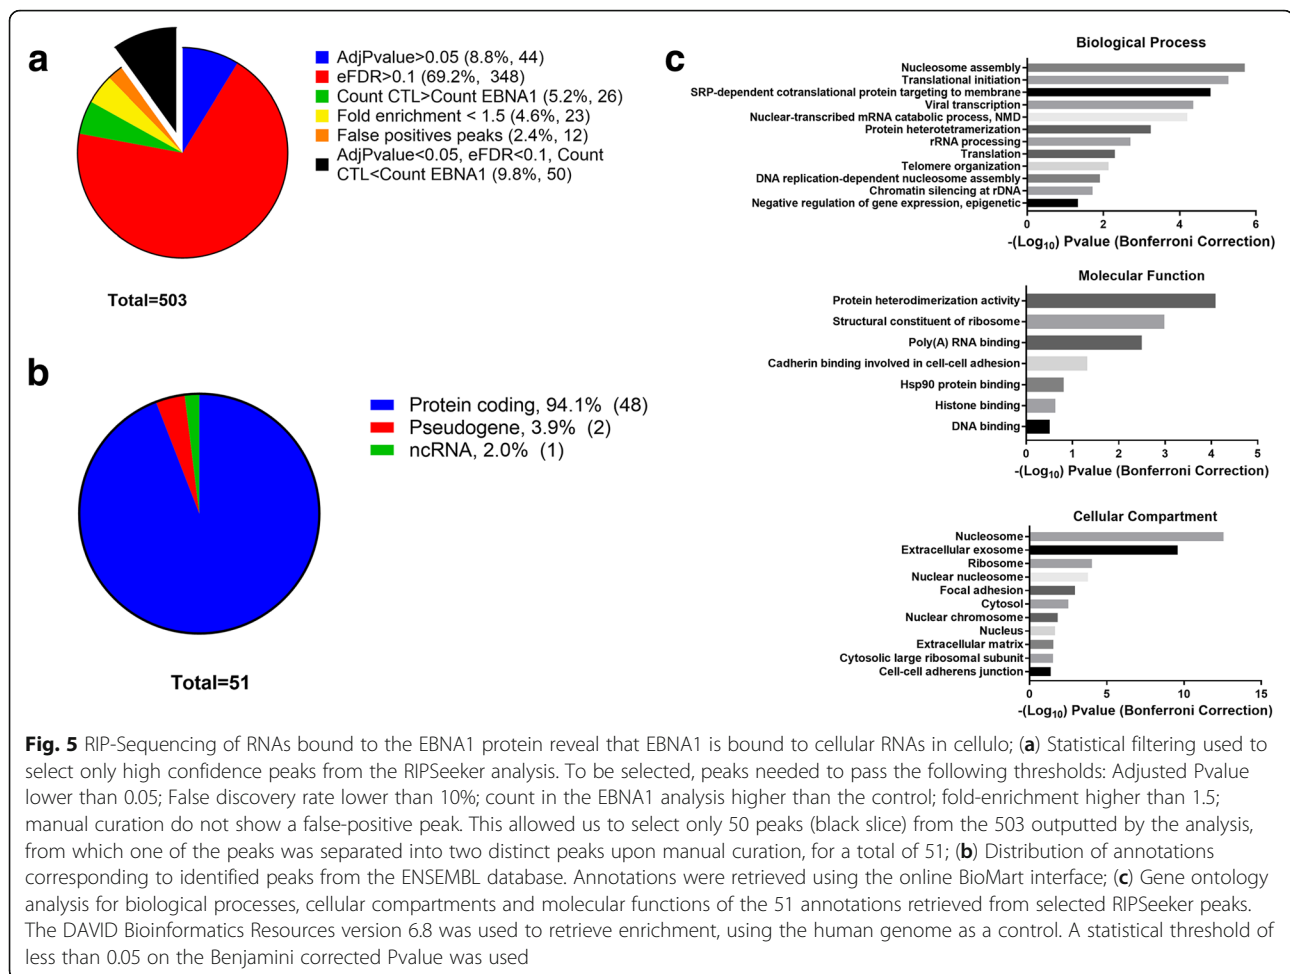 a
AdjPvalue>0.05 (8.8%, 44)
eFDR>0.1 (69.2%, 348)
Count CTL>Count EBNA1 (5.2%, 26)
Fold enrichment < 1.5 (4.6%, 23)
False positives peaks (2.4%, 12)
AdjPvalue<0.05, eFDR<0.1, Count
CTL<Count EBNA1 (9.8%, 50)
Total=503
b
Protein coding, 94.1% (48)
Pseudogene, 3.9% (2)
ncRNA, 2.0% (1)
Total=51
c
Biological Process
Nucleosome assembly
Translational initiation
SRP-dependent cotranslational protein targeting to membrane
Viral transcription
Nuclear-transcribed mRNA catabolic process, NMD
Protein heterotetramerization
rRNA processing
Translation
Telomere organization
DNA replication-dependent nucleosome assembly
Chromatin silencing at rDNA
Negative regulation of gene expression, epigenetic
0 2 4 6
-(Log10) Pvalue (Bonferroni Correction)
Molecular Function
Protein heterodimerization activity
Structural constituent of ribosome
Poly(A) RNA binding
Cadherin binding involved in cell-cell adhesion
Hsp90 protein binding
Histone binding
DNA binding
0 1 2 3 4 5
-(Log10) Pvalue (Bonferroni Correction)
Cellular Compartment
Nucleosome
Extracellular exosome
Ribosome
Nuclear nucleosome
Focal adhesion
Cytosol
Nuclear chromosome
Nucleus
Extracellular matrix
Cytosolic large ribosomal subunit
Cell-cell adherens junction
0 5 10 15
-(Log10) Pvalue (Bonferroni Correction)
Fig. 5 RIP-Sequencing of RNAs bound to the EBNA1 protein reveal that EBNA1 is bound to cellular RNAs in cellulo; (a) Statistical filtering used to
select only high confidence peaks from the RIPSeeker analysis. To be selected, peaks needed to pass the following thresholds: Adjusted Pvalue
lower than 0.05; False discovery rate lower than 10%; count in the EBNA1 analysis higher than the control; fold-enrichment higher than 1.5;
manual curation do not show a false-positive peak. This allowed us to select only 50 peaks (black slice) from the 503 outputted by the analysis,
from which one of the peaks was separated into two distinct peaks upon manual curation, for a total of 51; (b) Distribution of annotations
corresponding to identified peaks from the ENSEMBL database. Annotations were retrieved using the online BioMart interface; (c) Gene ontology
analysis for biological processes, cellular compartments and molecular functions of the 51 annotations retrieved from selected RIPSeeker peaks.
The DAVID Bioinformatics Resources version 6.8 was used to retrieve enrichment, using the human genome as a control. A statistical threshold of
less than 0.05 on the Benjamini corrected Pvalue was used